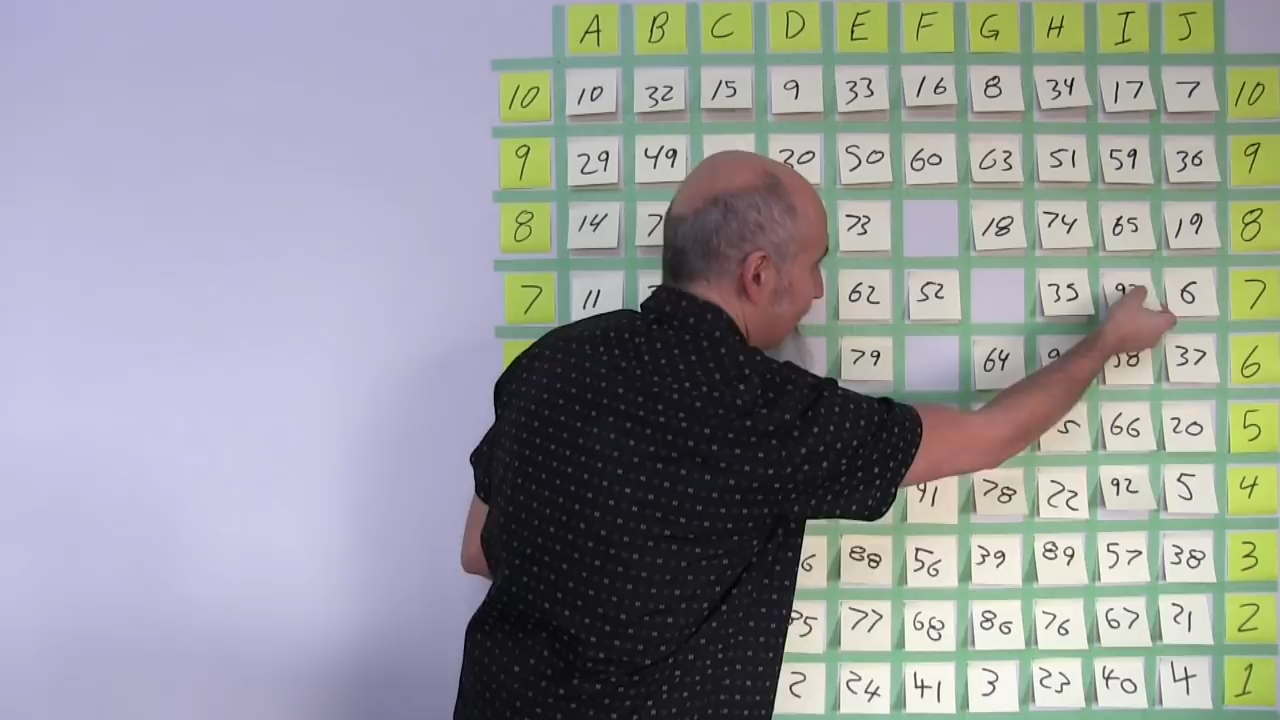 A B C D E F G H I J
10 10 32 15 9 33 16 8 34 17 7 10
9 29 49 30 50 60 63 51 59 36 9
8 14 73 18 74 65 19 8
7 11 62 52 35 6 7
79 64 37 6
66 20 5
91 78 22 92 5 4
88 56 39 89 57 38 3
77 68 86 76 67 21 2
2 24 41 3 23 40 4 1